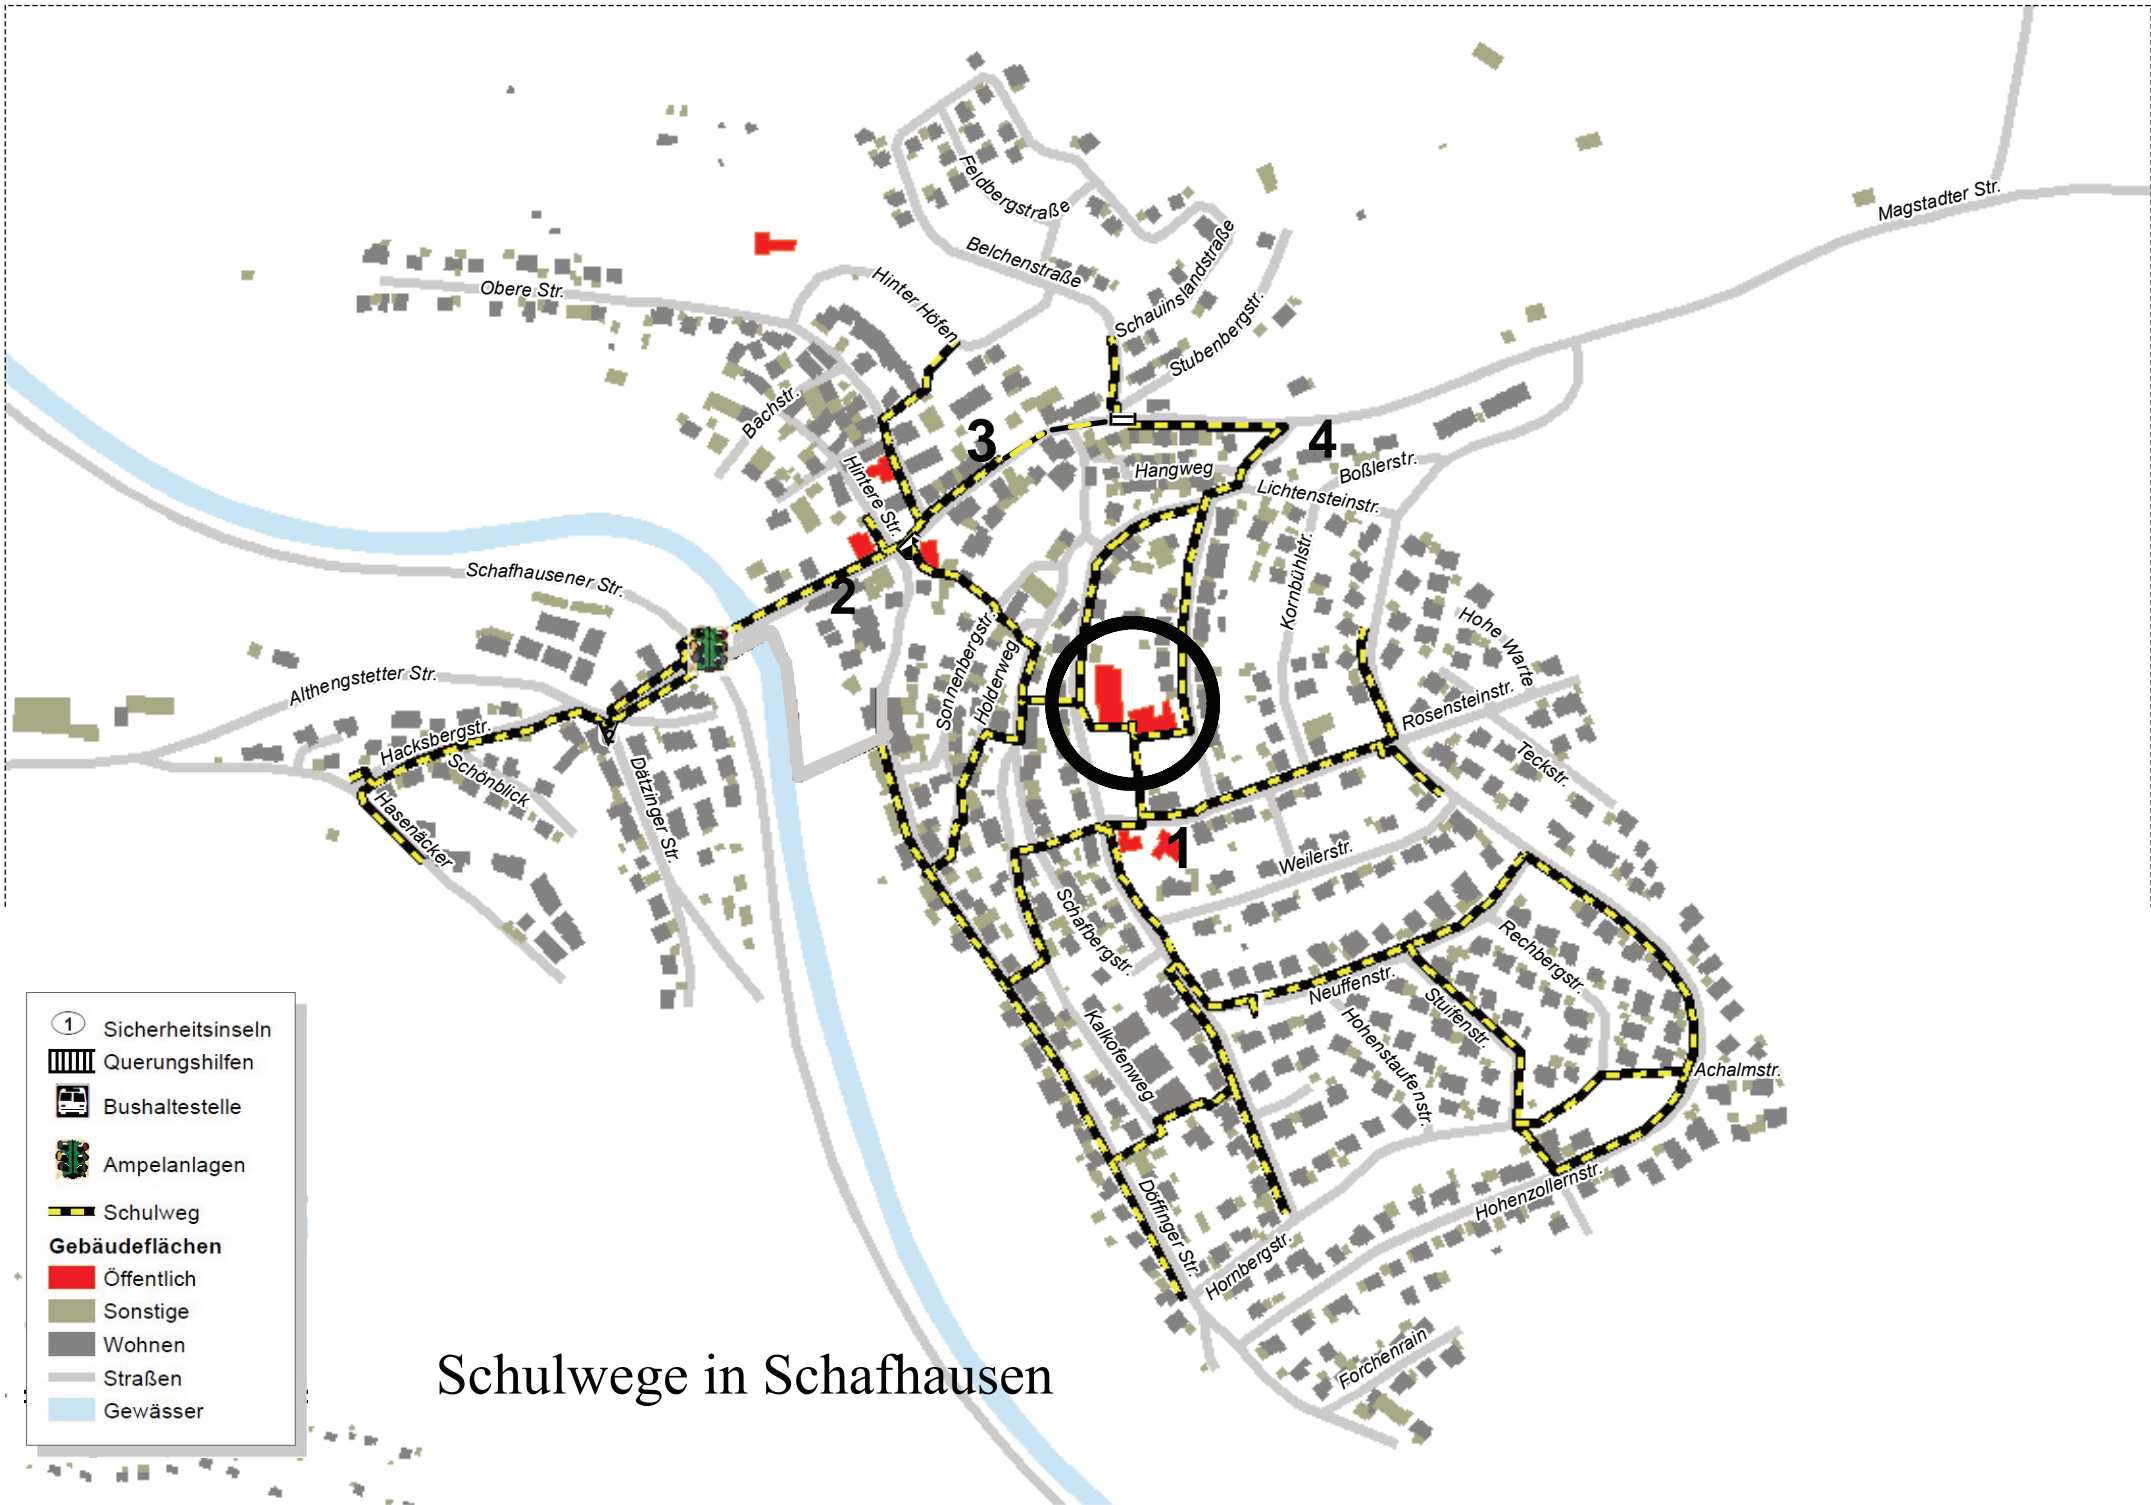 Feldbergstraße
Belchenstraße
Schauinslandstraße
Stubenbergstr.
Magstadter Str.
Obere Str.
Hinter Höfen
Bachstr.
Hintere Str.
3
4
Hangweg
Boßlerstr.
Lichtensteinstr.
Kornbühlstr.
Schafhausener Str.
2
Hohe Warte
Sonnenbergstr.
Holderweg
Althengstetter Str.
Rosensteinstr.
Hacksbergstr.
Schönblick
Teckstr.
Hasenäcker
Dätzinger Str.
1
Weilerstr.
Schafbergstr.
Rechbergstr.
Neuffenstr.
Stuifenstr.
Kalkofenweg
Hohenstaufenstr.
Achalmstr.
Döffinger Str.
Hohenzollernstr.
Hornbergstr.
Forchenrain
1 Sicherheitsinseln
Querungshilfen
Bushaltestelle
Ampelanlagen
Schulweg
Gebäudeflächen
Öffentlich
Sonstige
Wohnen
Straßen
Gewässer
Schulwege in Schafhausen